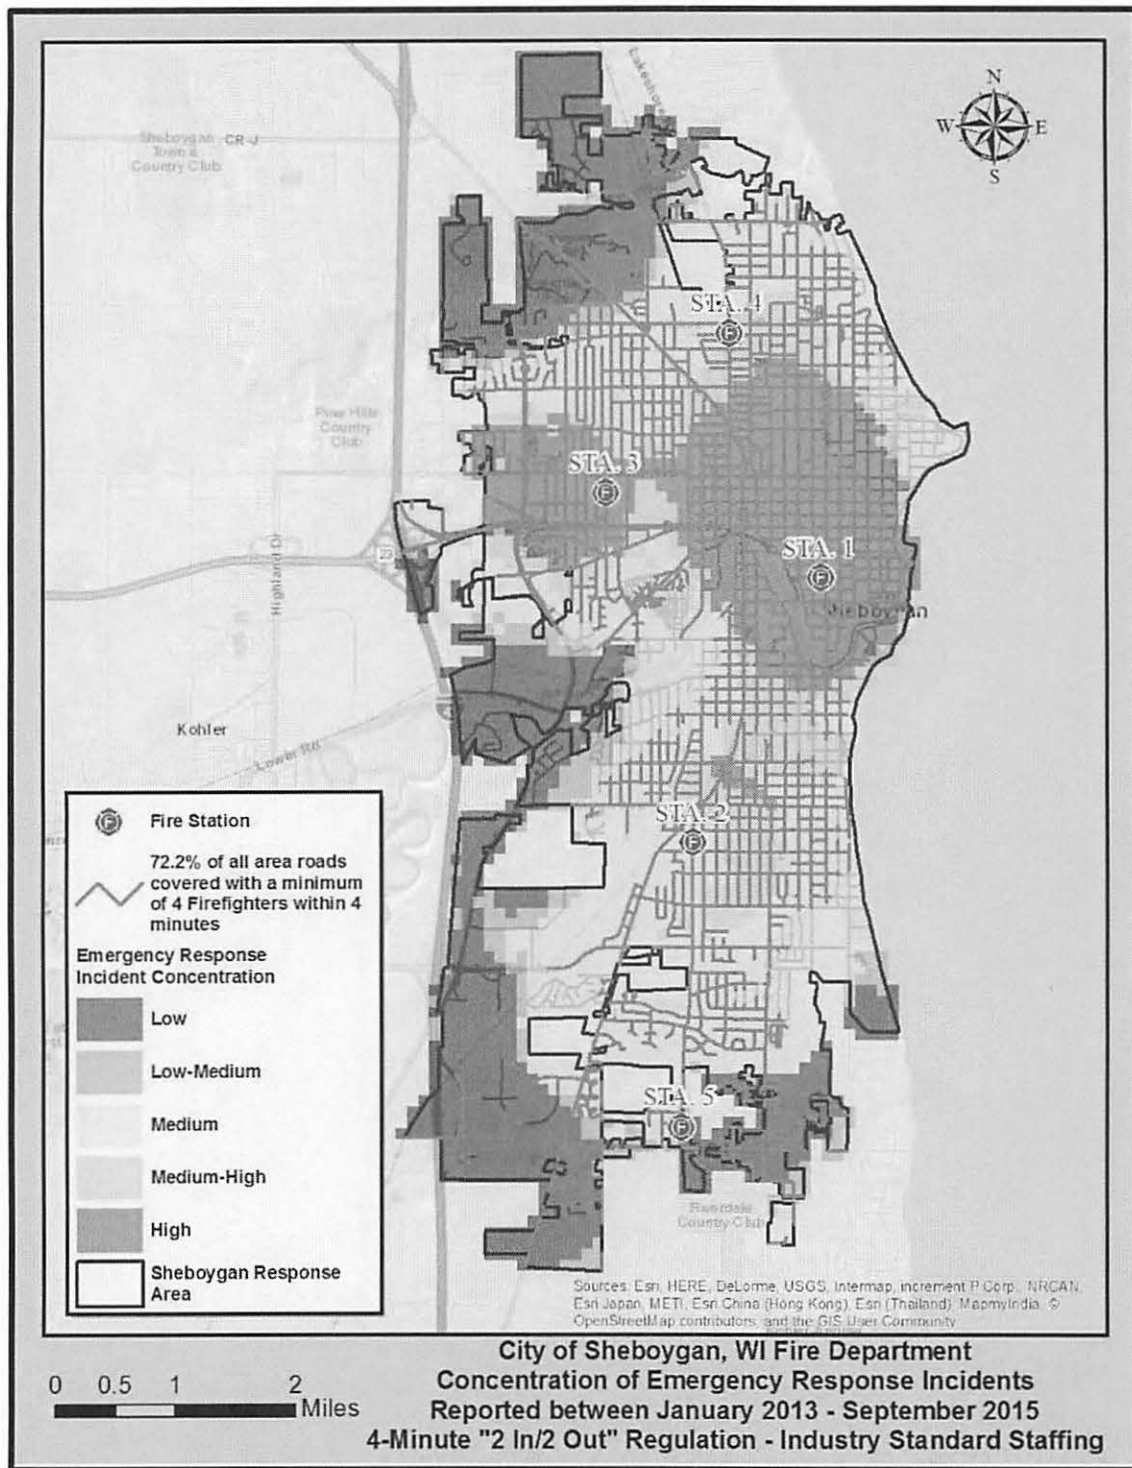 Lakeshore
N
W E
S
Sheboygan
Town &
Country Club
CR-J
STA. 4
Pine Hills
Country
Club
STA. 3
23
Highland Dr
STA. 1
Sheboygan
Kohler
Lower Rd
STA. 2
STA. 5
Riverdale
Country Club
Fire Station
72.2% of all area roads
covered with a minimum
of 4 Firefighters within 4
minutes
Emergency Response
Incident Concentration
Low
Low-Medium
Medium
Medium-High
High
Sheboygan Response
Area
Sources: Esri, HERE, DeLorme, USGS, Intermap, increment P Corp., NRCAN,
Esri Japan, METI, Esri China (Hong Kong), Esri (Thailand), MapmyIndia, ©
OpenStreetMap contributors, and the GIS User Community
0 0.5 1 2
Miles
City of Sheboygan, WI Fire Department
Concentration of Emergency Response Incidents
Reported between January 2013 - September 2015
4-Minute "2 In/2 Out" Regulation - Industry Standard Staffing